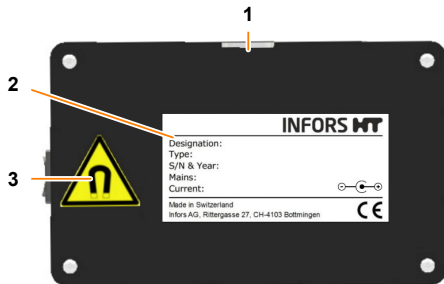 1
2
INFORS HT
Designation:
Type:
S/N & Year:
3
Mains:
Current:
Made in Switzerland
Infors AG, Rittergasse 27, CH-4103 Bottmingen
CE